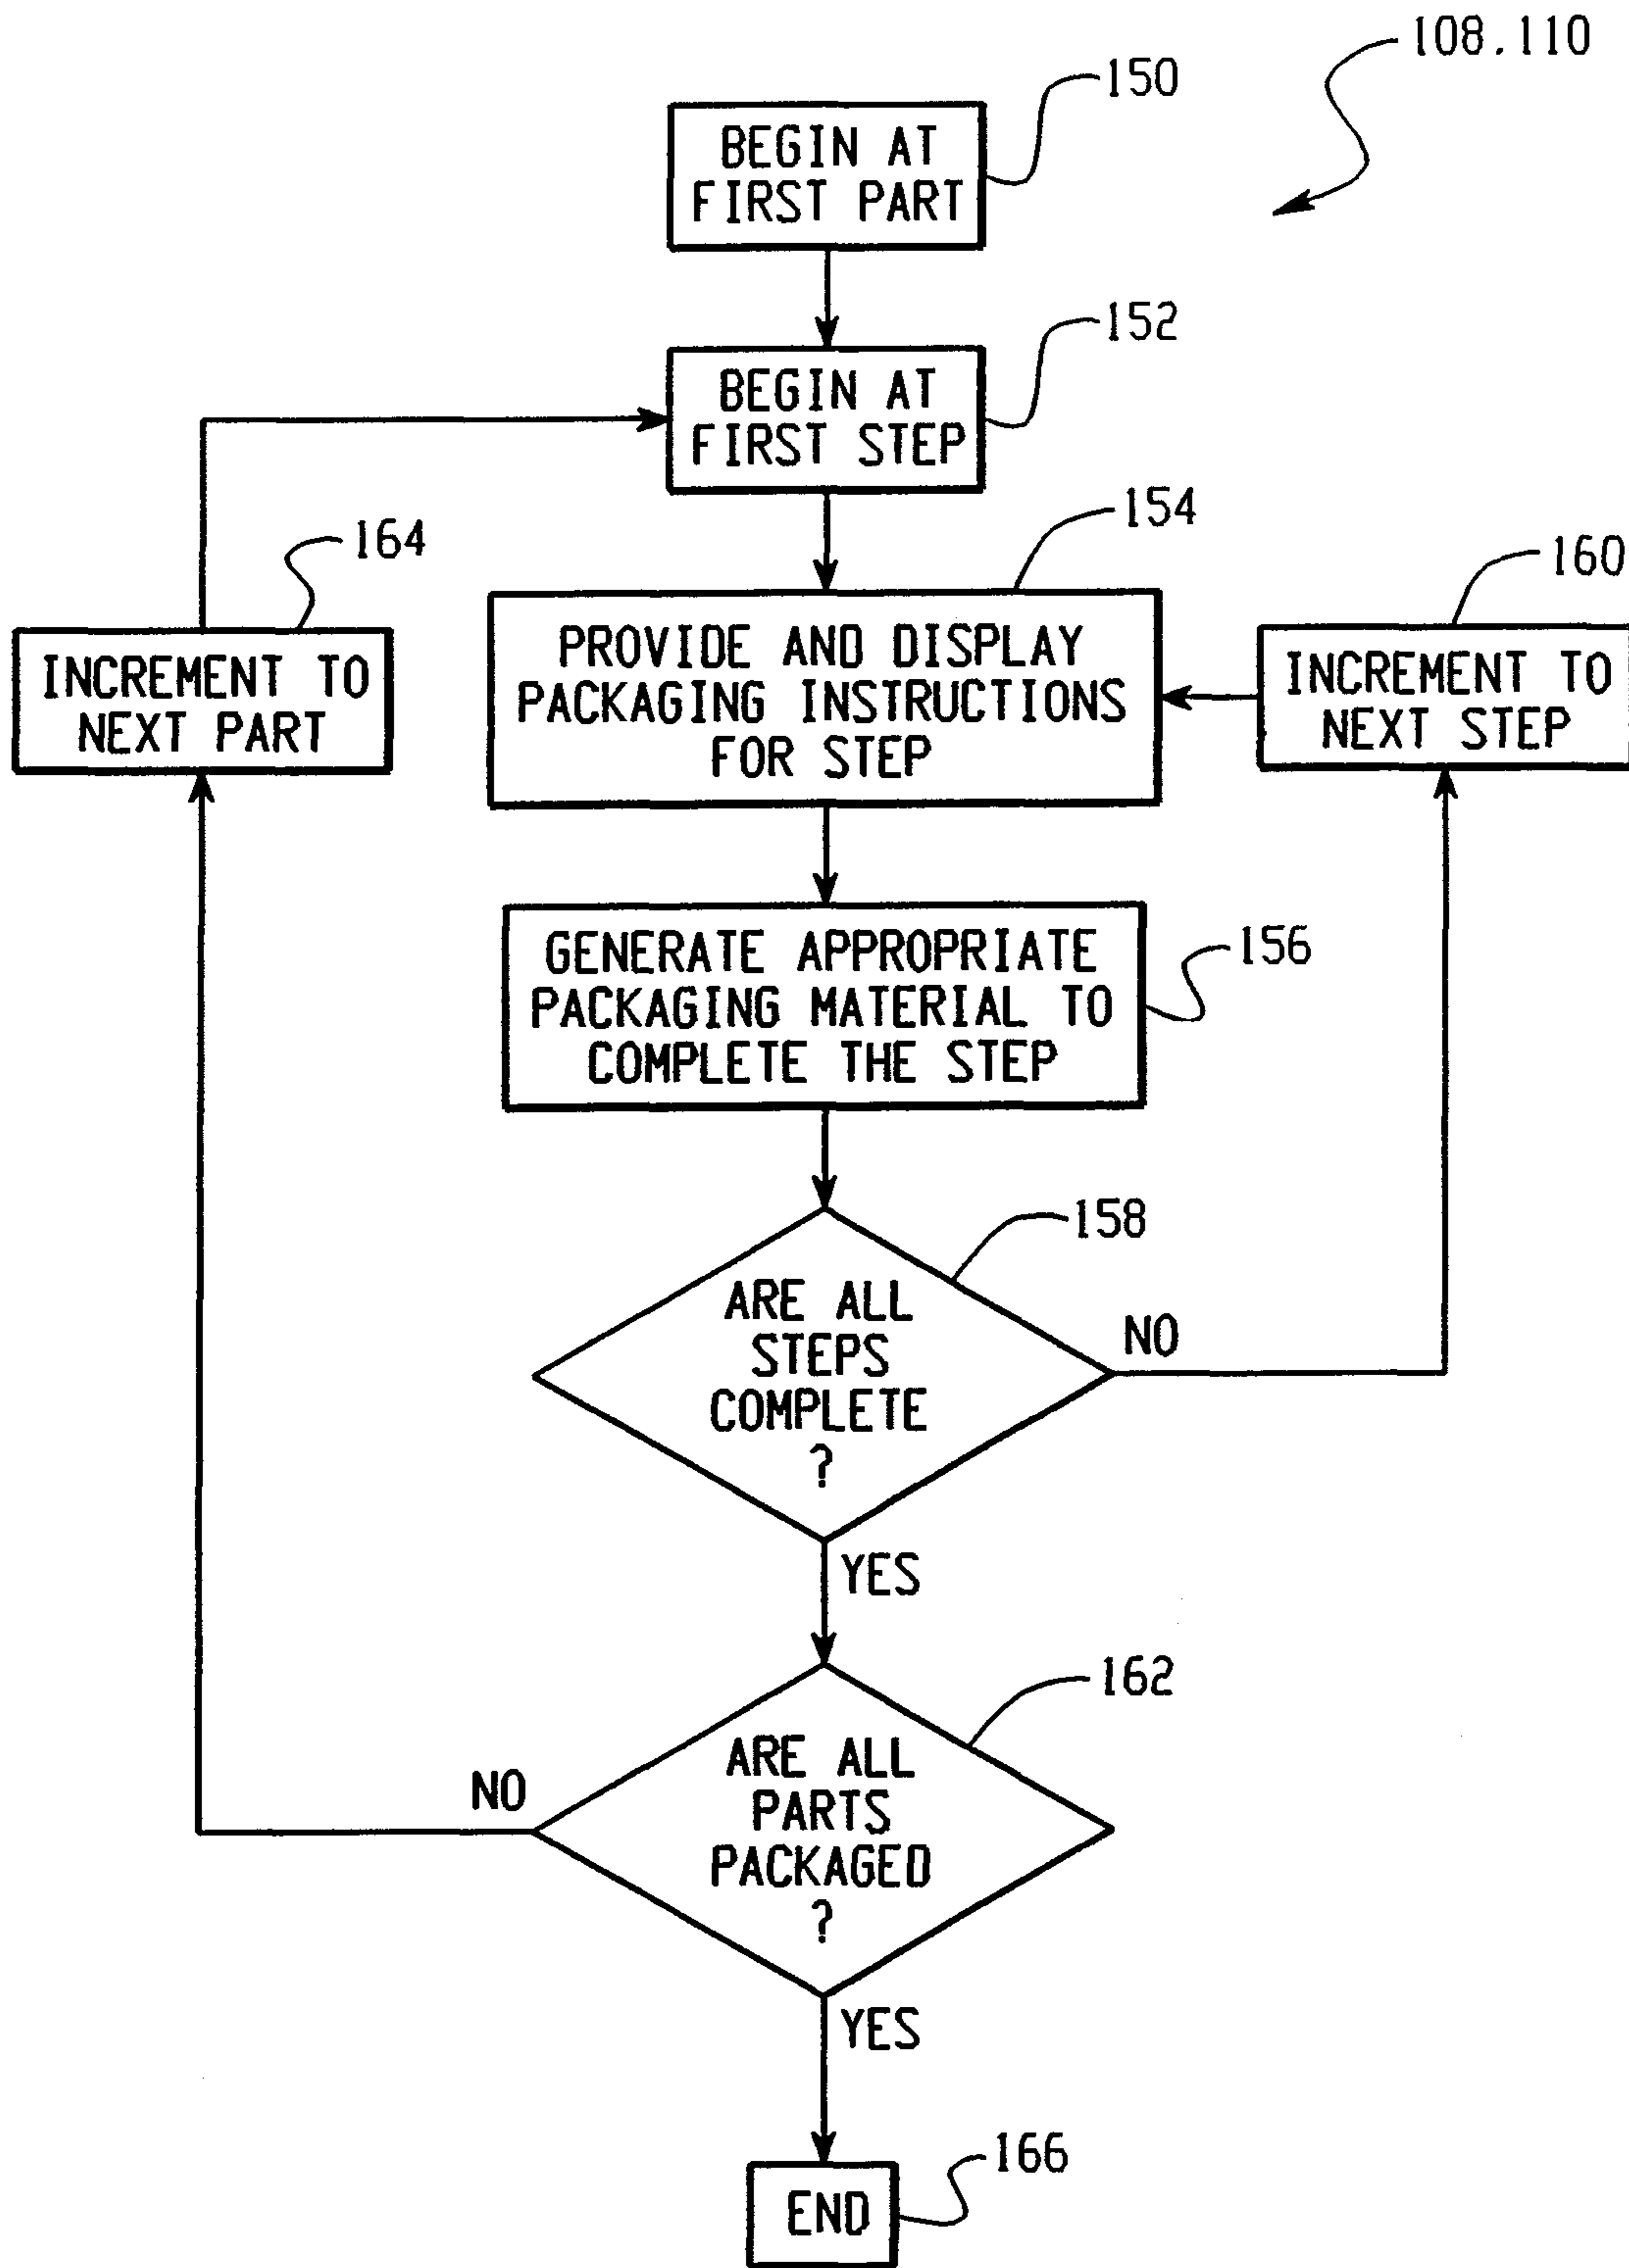 108,110
150
BEGIN AT
FIRST PART
152
BEGIN AT
FIRST STEP
154
164
160
INCREMENT TO
NEXT PART
PROVIDE AND DISPLAY
PACKAGING INSTRUCTIONS
FOR STEP
INCREMENT TO
NEXT STEP
GENERATE APPROPRIATE
PACKAGING MATERIAL TO
COMPLETE THE STEP
156
158
ARE ALL
STEPS
COMPLETE
?
NO
YES
162
ARE ALL
PARTS
PACKAGED
?
NO
YES
166
END